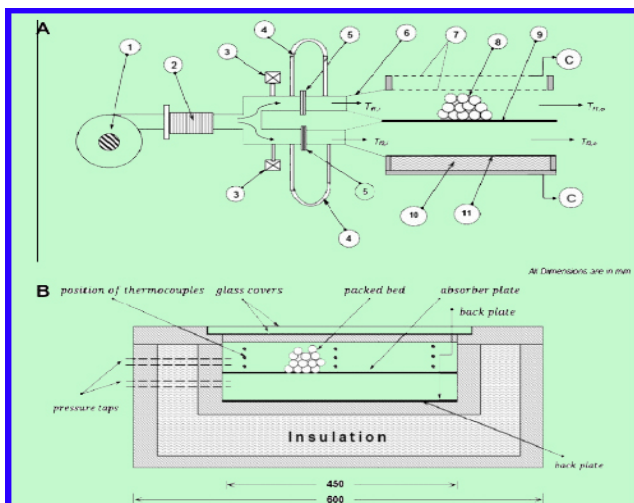 A
1
2
3
4
5
6
7
8
9
C
3
5
4
10
11
C
All Dimensions are in mm
B
position of thermocouples
glass covers
packed bed
absorber plate
back plate
pressure taps
Insulation
back plate
450
600